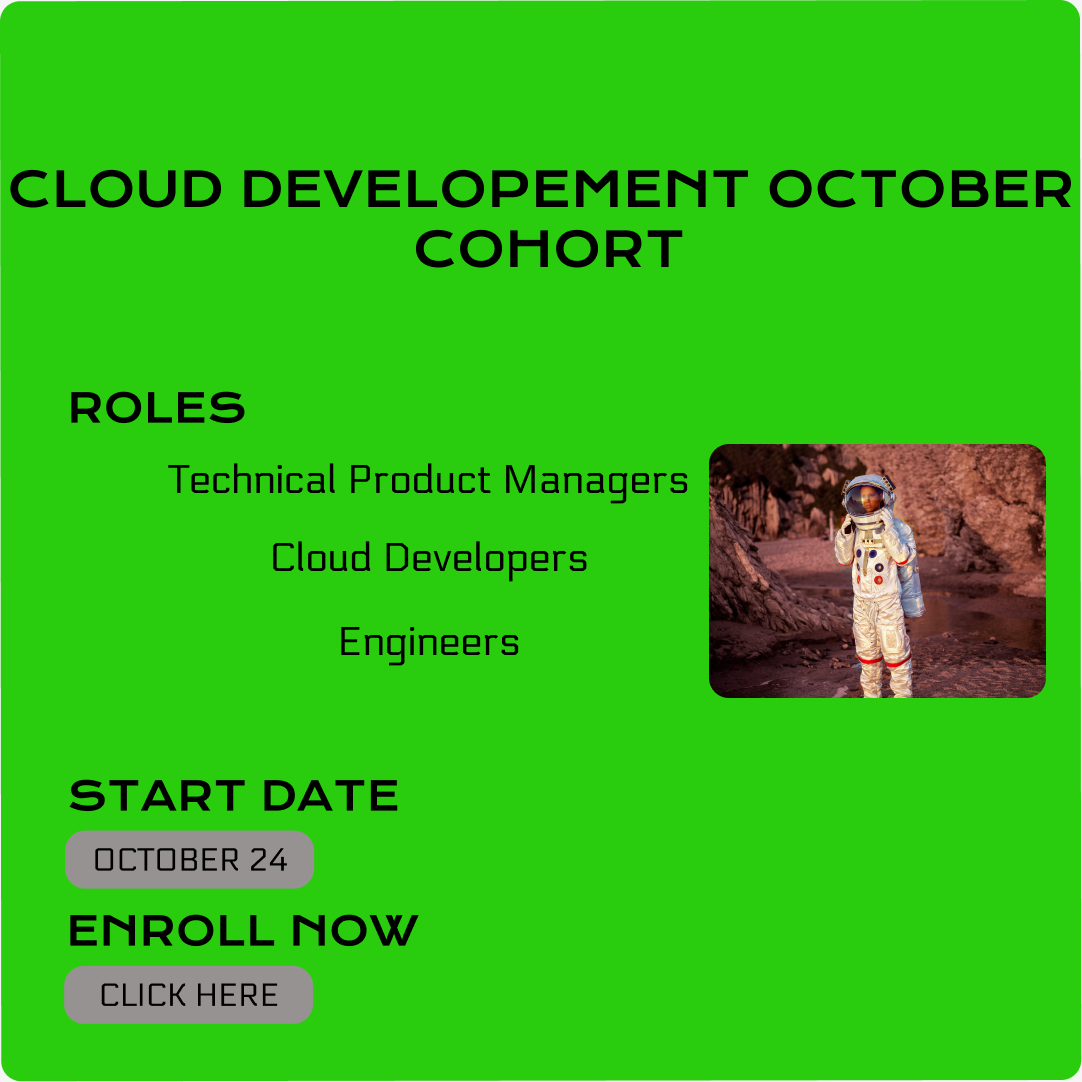 CLOUD DEVELOPEMENT OCTOBER
COHORT
ROLES
Technical Product Managers
Cloud Developers
Engineers
START DATE
OCTOBER 24
ENROLL NOW
CLICK HERE